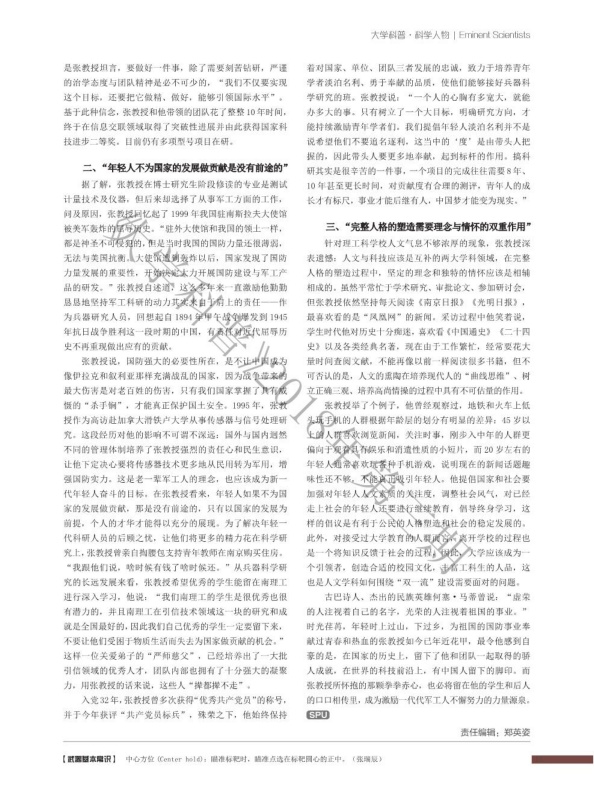 大学科普·科学人物 | Eminent Scientists
是张教授坦言，要做好一件事，除了需要刻苦钻研，严谨
的治学态度与团队精神是必不可少的，“我们不仅要实现
这个目标，还要把它做精、做好，能够引领国际水平”。
基于此种信念，张教授和他带领的团队花了整整10年时间，
终于在信息交联领域取得了突破性进展并由此获得国家科
技进步二等奖。目前仍有多项型号项目在研。
二、“年轻人不为国家的发展做贡献是没有前途的”
据了解，张教授在博士研究生阶段修读的专业是测试
计量技术及仪器，但后来却选择了从事军工方面的工作，
问及原因，张教授回忆起了1999年我国驻南斯拉夫大使馆
被美军轰炸的屈辱历史。“驻外大使馆和我国的领土一样，
都是神圣不可侵犯的，但是当时我国的国防力量还很薄弱，
无法与美国抗衡。大使馆遭到轰炸以后，国家发现了国防
力量发展的重要性，开始决定大力开展国防建设与军工产
品的研发。”张教授自述道，这么多年来一直激励他勤勤
恳恳地坚持军工科研的动力其实来自于肩上的责任——作
为兵器研究人员，回想起自1894年甲午战争爆发到1945
年抗日战争胜利这一段时期的中国，有希望对近代屈辱历
史不再重现做出应有的贡献。
张教授说，国防强大的必要性所在，是不让中国成为
像伊拉克和叙利亚那样充满战乱的国家，因为战争带来的
最大伤害是对老百姓的伤害，只有我们国家掌握了具有威
慑的“杀手锏”，才能真正保护国土安全。1995年，张教
授作为高访赴加拿大滑铁卢大学从事传感器与信号处理研
究。这段经历对他的影响不可谓不深远：国外与国内迥然
不同的管理体制培养了张教授强烈的责任心和民生意识，
让他下定决心要将传感器技术更多地从民用转为军用，增
强国防实力。这是老一辈军工人的理念，也应该成为新一
代年轻人奋斗的目标。在张教授看来，年轻人如果不为国
家的发展做贡献，那是没有前途的，只有以国家的发展为
前提，个人的才华才能得以充分的展现。为了解决年轻一
代科研人员的后顾之忧，让他们将更多的精力花在科学研
究上，张教授曾亲自掏腰包支持青年教师在南京购买住房。
“我跟他们说，啥时候有钱了啥时候还。”从兵器科学研
究的长远发展来看，张教授希望优秀的学生能留在南理工
进行深入学习，他说：“我们南理工的学生是很优秀也很
有潜力的，并且南理工在引信技术领域这一块的研究和成
就是全国最好的，因此我们自己优秀的学生一定要留下来，
不要让他们受困于物质生活而失去为国家做贡献的机会。”
这样一位关爱弟子的“严师慈父”，已经培养出了一大批
引信领域的优秀人才，团队内部也拥有了十分强大的凝聚
力，用张教授的话来说，这些人“撵都撵不走”。
入党32年，张教授曾多次获得“优秀共产党员”的称号，
并于今年获评“共产党员标兵”，殊荣之下，他始终保持
着对国家、单位、团队三者发展的忠诚，致力于培养青年
学者淡泊名利、勇于奉献的品质，使他们能够接好兵器科
学研究的班。张教授说：“一个人的心胸有多宽大，就能
办多大的事。只有树立了一个大目标，明确研究方向，才
能持续激励青年学者们。我们提倡年轻人淡泊名利并不是
说希望他们不要追名逐利，这当中的‘度’是由带头人把
握的，因此带头人要更多地奉献，起到标杆的作用。搞科
研其实是很辛苦的一件事，一个项目的完成往往需要8年、
10年甚至更长时间，对贡献度有合理的测评，青年人的成
长才有标尺，事业才能后继有人，中国梦才能变为现实。”
三、“完整人格的塑造需要理念与情怀的双重作用”
针对理工科学校人文气息不够浓厚的现象，张教授深
表遗憾：人文与科技应该是互补的两大学科领域，在完整
人格的塑造过程中，坚定的理念和独特的情怀应该是相辅
相成的。虽然平常忙于学术研究、审批论文、参加研讨会，
但张教授依然坚持每天阅读《南京日报》《光明日报》，
最喜欢看的是“凤凰网”的新闻。采访过程中他笑着说，
学生时代他对历史十分痴迷，喜欢看《中国通史》《二十四
史》以及各类经典名著，现在由于工作繁忙，经常要花大
量时间查阅文献，不能再像以前一样阅读很多书籍，但不
可否认的是，人文的熏陶在培养现代人的“曲线思维”、树
立正确三观、培养高尚情操的过程中具有不可估量的作用。
张教授举了个例子，他曾经观察过，地铁和火车上低
头玩手机的人群根据年龄层的划分有明显的差异：45岁以
上的人群喜欢浏览新闻，关注时事，刚步入中年的人群更
偏向于观看具有娱乐和消遣性质的小短片，而20岁左右的
年轻人通常喜欢玩各种手机游戏，说明现在的新闻话题趣
味性还不够，不能真正吸引年轻人。他提倡国家和社会要
加强对年轻人人文素质的关注度，调整社会风气，对已经
走上社会的年轻人还要进行继续教育，倡导终身学习，这
样的倡议是有利于公民的人格塑造和社会的稳定发展的。
此外，对接受过大学教育的人群而言，离开学校的过程也
是一个将知识反馈于社会的过程，因此，大学应该成为一
个引领者，创造合适的校园文化，丰富工科生的人品，这
也是人文学科如何围绕“双一流”建设需要面对的问题。
古巴诗人、杰出的民族英雄何塞·马蒂曾说：“虚荣
的人注视着自己的名字，光荣的人注视着祖国的事业。”
时光荏苒，年轻时上过山，下过乡，为祖国的国防事业奉
献过青春和热血的张教授如今已年近花甲，最令他感到自
豪的是，在国家的历史上，留下了他和团队一起取得的骄
人成就，在世界的科技前沿上，有中国人留下的脚印。而
张教授所怀抱的那颗拳拳赤心，也必将留在他的学生和后人
的口口相传里，成为激励一代代军工人不懈努力的力量源泉。
SPU
责任编辑：郑英姿
【武器基本常识】 中心方位(Center hold)：瞄准标靶时，瞄准点选在标靶圆心的正中。（张瑞辰）
《大学科普》2018年第二期